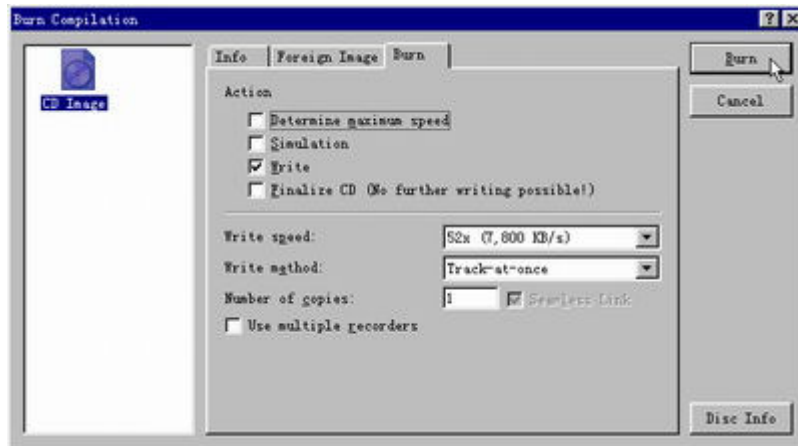 Burn Compilation
CD Image
Info
Foreign Image
Burn
Action
Determine maximum speed
Simulation
Write
Finalize CD (No further writing possible!)
Write speed:
52x (7,800 KB/s)
Write method:
Track-at-once
Number of copies:
1
Seamless Link
Use multiple recorders
Burn
Cancel
Disc Info